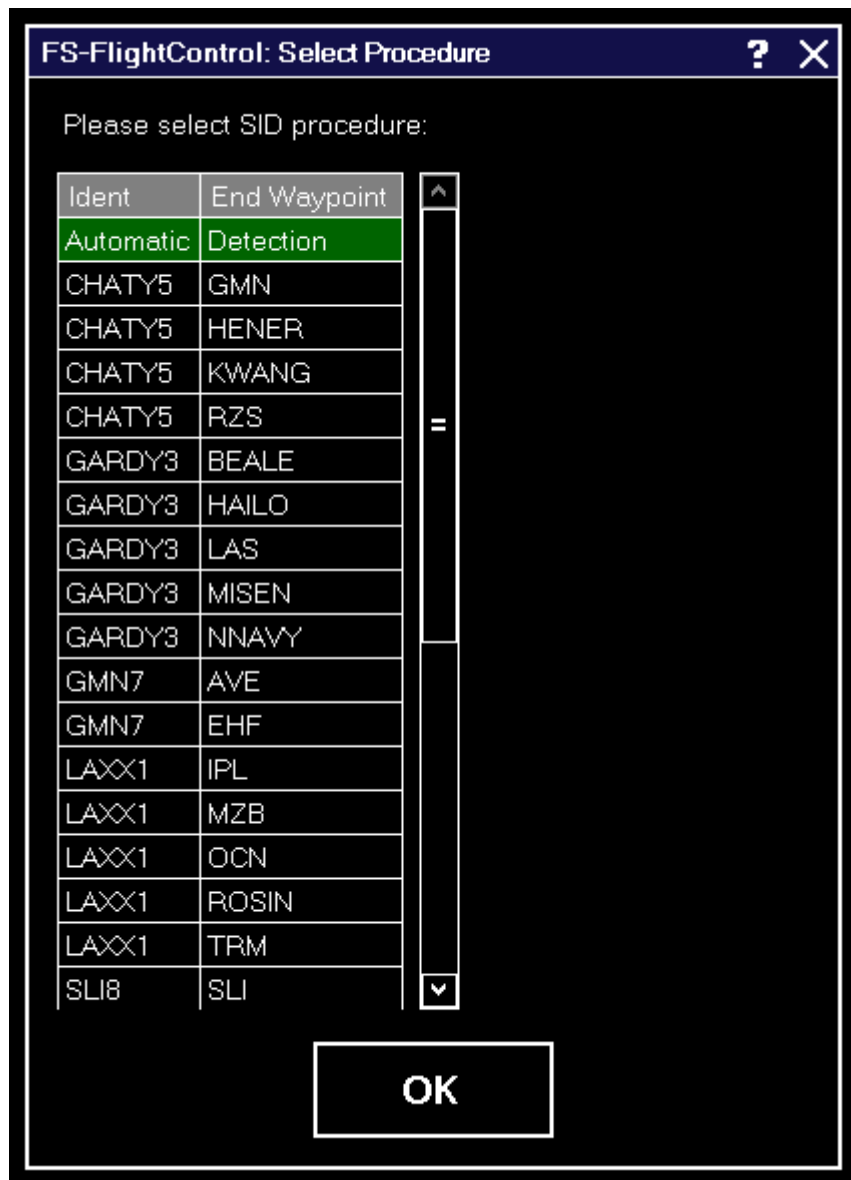 FS-FlightControl: Select Procedure ? X
Please select SID procedure:
Ident End Waypoint
Automatic Detection
CHATY5 GMN
CHATY5 HENER
CHATY5 KWANG
CHATY5 RZS
GARDY3 BEALE
GARDY3 HAILO
GARDY3 LAS
GARDY3 MISEN
GARDY3 NNAVY
GMN7 AVE
GMN7 EHF
LAXX1 IPL
LAXX1 MZB
LAXX1 OCN
LAXX1 ROSIN
LAXX1 TRM
SLI8 SLI
OK